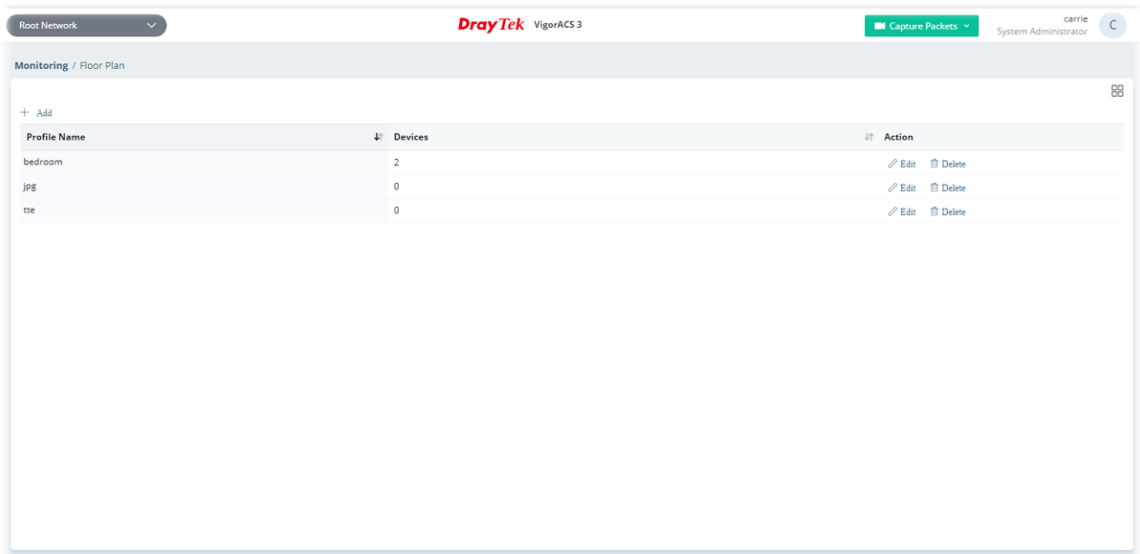 Root Network
DrayTek VigorACS 3
Capture Packets
carrie
System Administrator
C
Monitoring / Floor Plan
+ Add
Profile Name Devices Action
bedroom 2 Edit Delete
jpg 0 Edit Delete
tte 0 Edit Delete